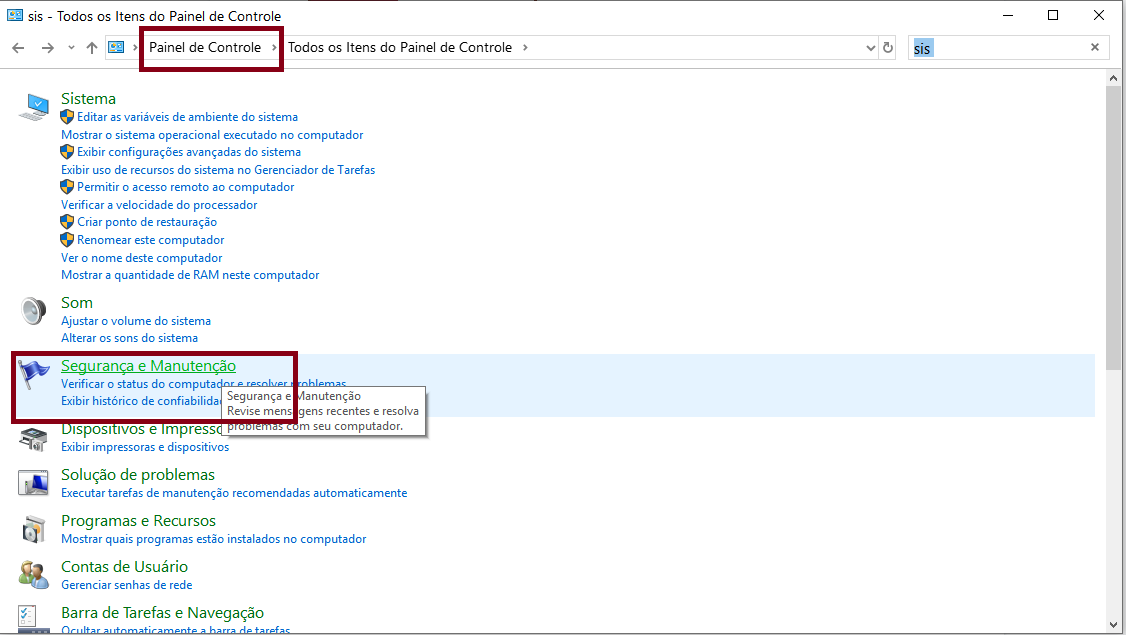 sis - Todos os Itens do Painel de Controle
Painel de Controle › Todos os Itens do Painel de Controle ›
sis
Sistema
Editar as variáveis de ambiente do sistema
Mostrar o sistema operacional executado no computador
Exibir configurações avançadas do sistema
Exibir uso de recursos do sistema no Gerenciador de Tarefas
Permitir o acesso remoto ao computador
Verificar a velocidade do processador
Criar ponto de restauração
Renomear este computador
Ver o nome deste computador
Mostrar a quantidade de RAM neste computador
Som
Ajustar o volume do sistema
Alterar os sons do sistema
Segurança e Manutenção
Verificar o status do computador e resolver problemas
Exibir histórico de confiabilida
Segurança e Manutenção
Revise mensagens recentes e resolva
problemas com seu computador.
Dispositivos e Impresso
Exibir impressoras e dispositivos
Solução de problemas
Executar tarefas de manutenção recomendadas automaticamente
Programas e Recursos
Mostrar quais programas estão instalados no computador
Contas de Usuário
Gerenciar senhas de rede
Barra de Tarefas e Navegação
Ocultar automaticamente a barra de tarefas